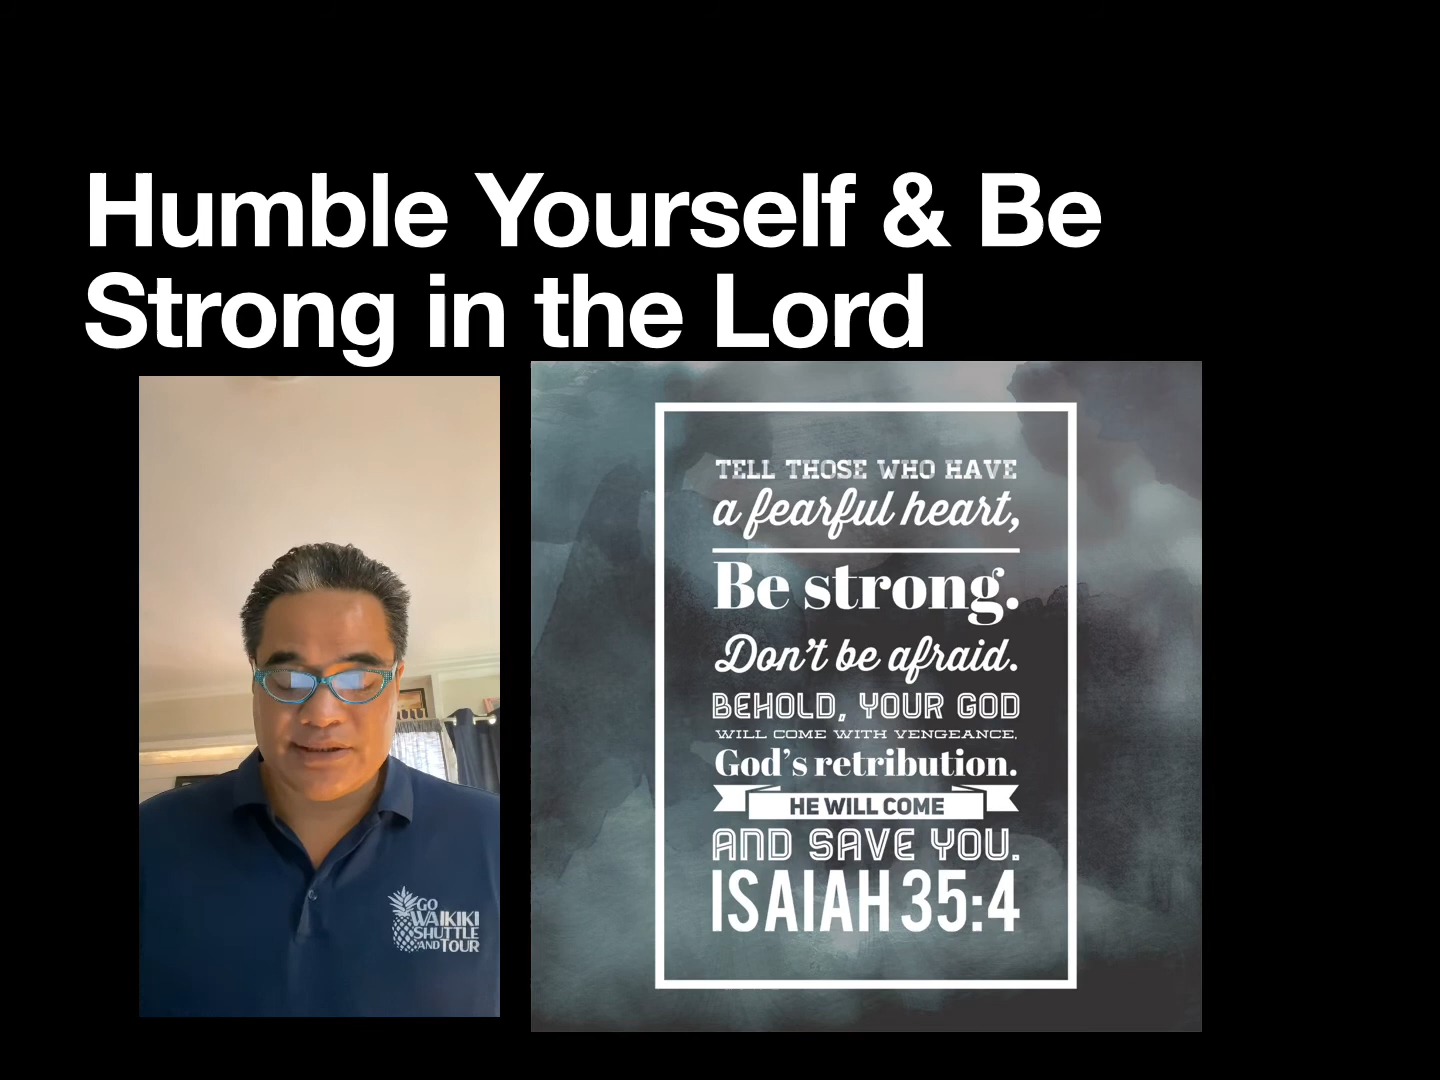 Humble Yourself & Be
Strong in the Lord
GO
WAIKIKI
SHUTTLE
AND TOUR
TELL THOSE WHO HAVE
a fearful heart,
Be strong.
Don't be afraid.
BEHOLD, YOUR GOD
WILL COME WITH VENGEANCE,
God's retribution.
HE WILL COME
AND SAVE YOU.
ISAIAH 35:4